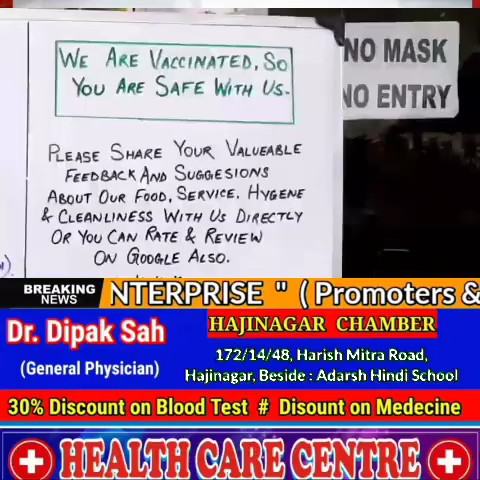 WE ARE VACCINATED, SO
YOU ARE SAFE WITH US.
NO MASK
NO ENTRY
PLEASE SHARE YOUR VALUEABLE
FEEDBACK AND SUGGESIONS
ABOUT OUR FOOD, SERVICE, HYGENE
& CLEANLINESS WITH US DIRECTLY
OR YOU CAN RATE & REVIEW
ON GOOGLE ALSO.
BREAKING
NEWS
NTERPRISE " ( Promoters &
Dr. Dipak Sah
(General Physician)
HAJINAGAR CHAMBER
172/14/48, Harish Mitra Road,
Hajinagar, Beside : Adarsh Hindi School
30% Discount on Blood Test # Disount on Medecine
HEALTH CARE CENTRE